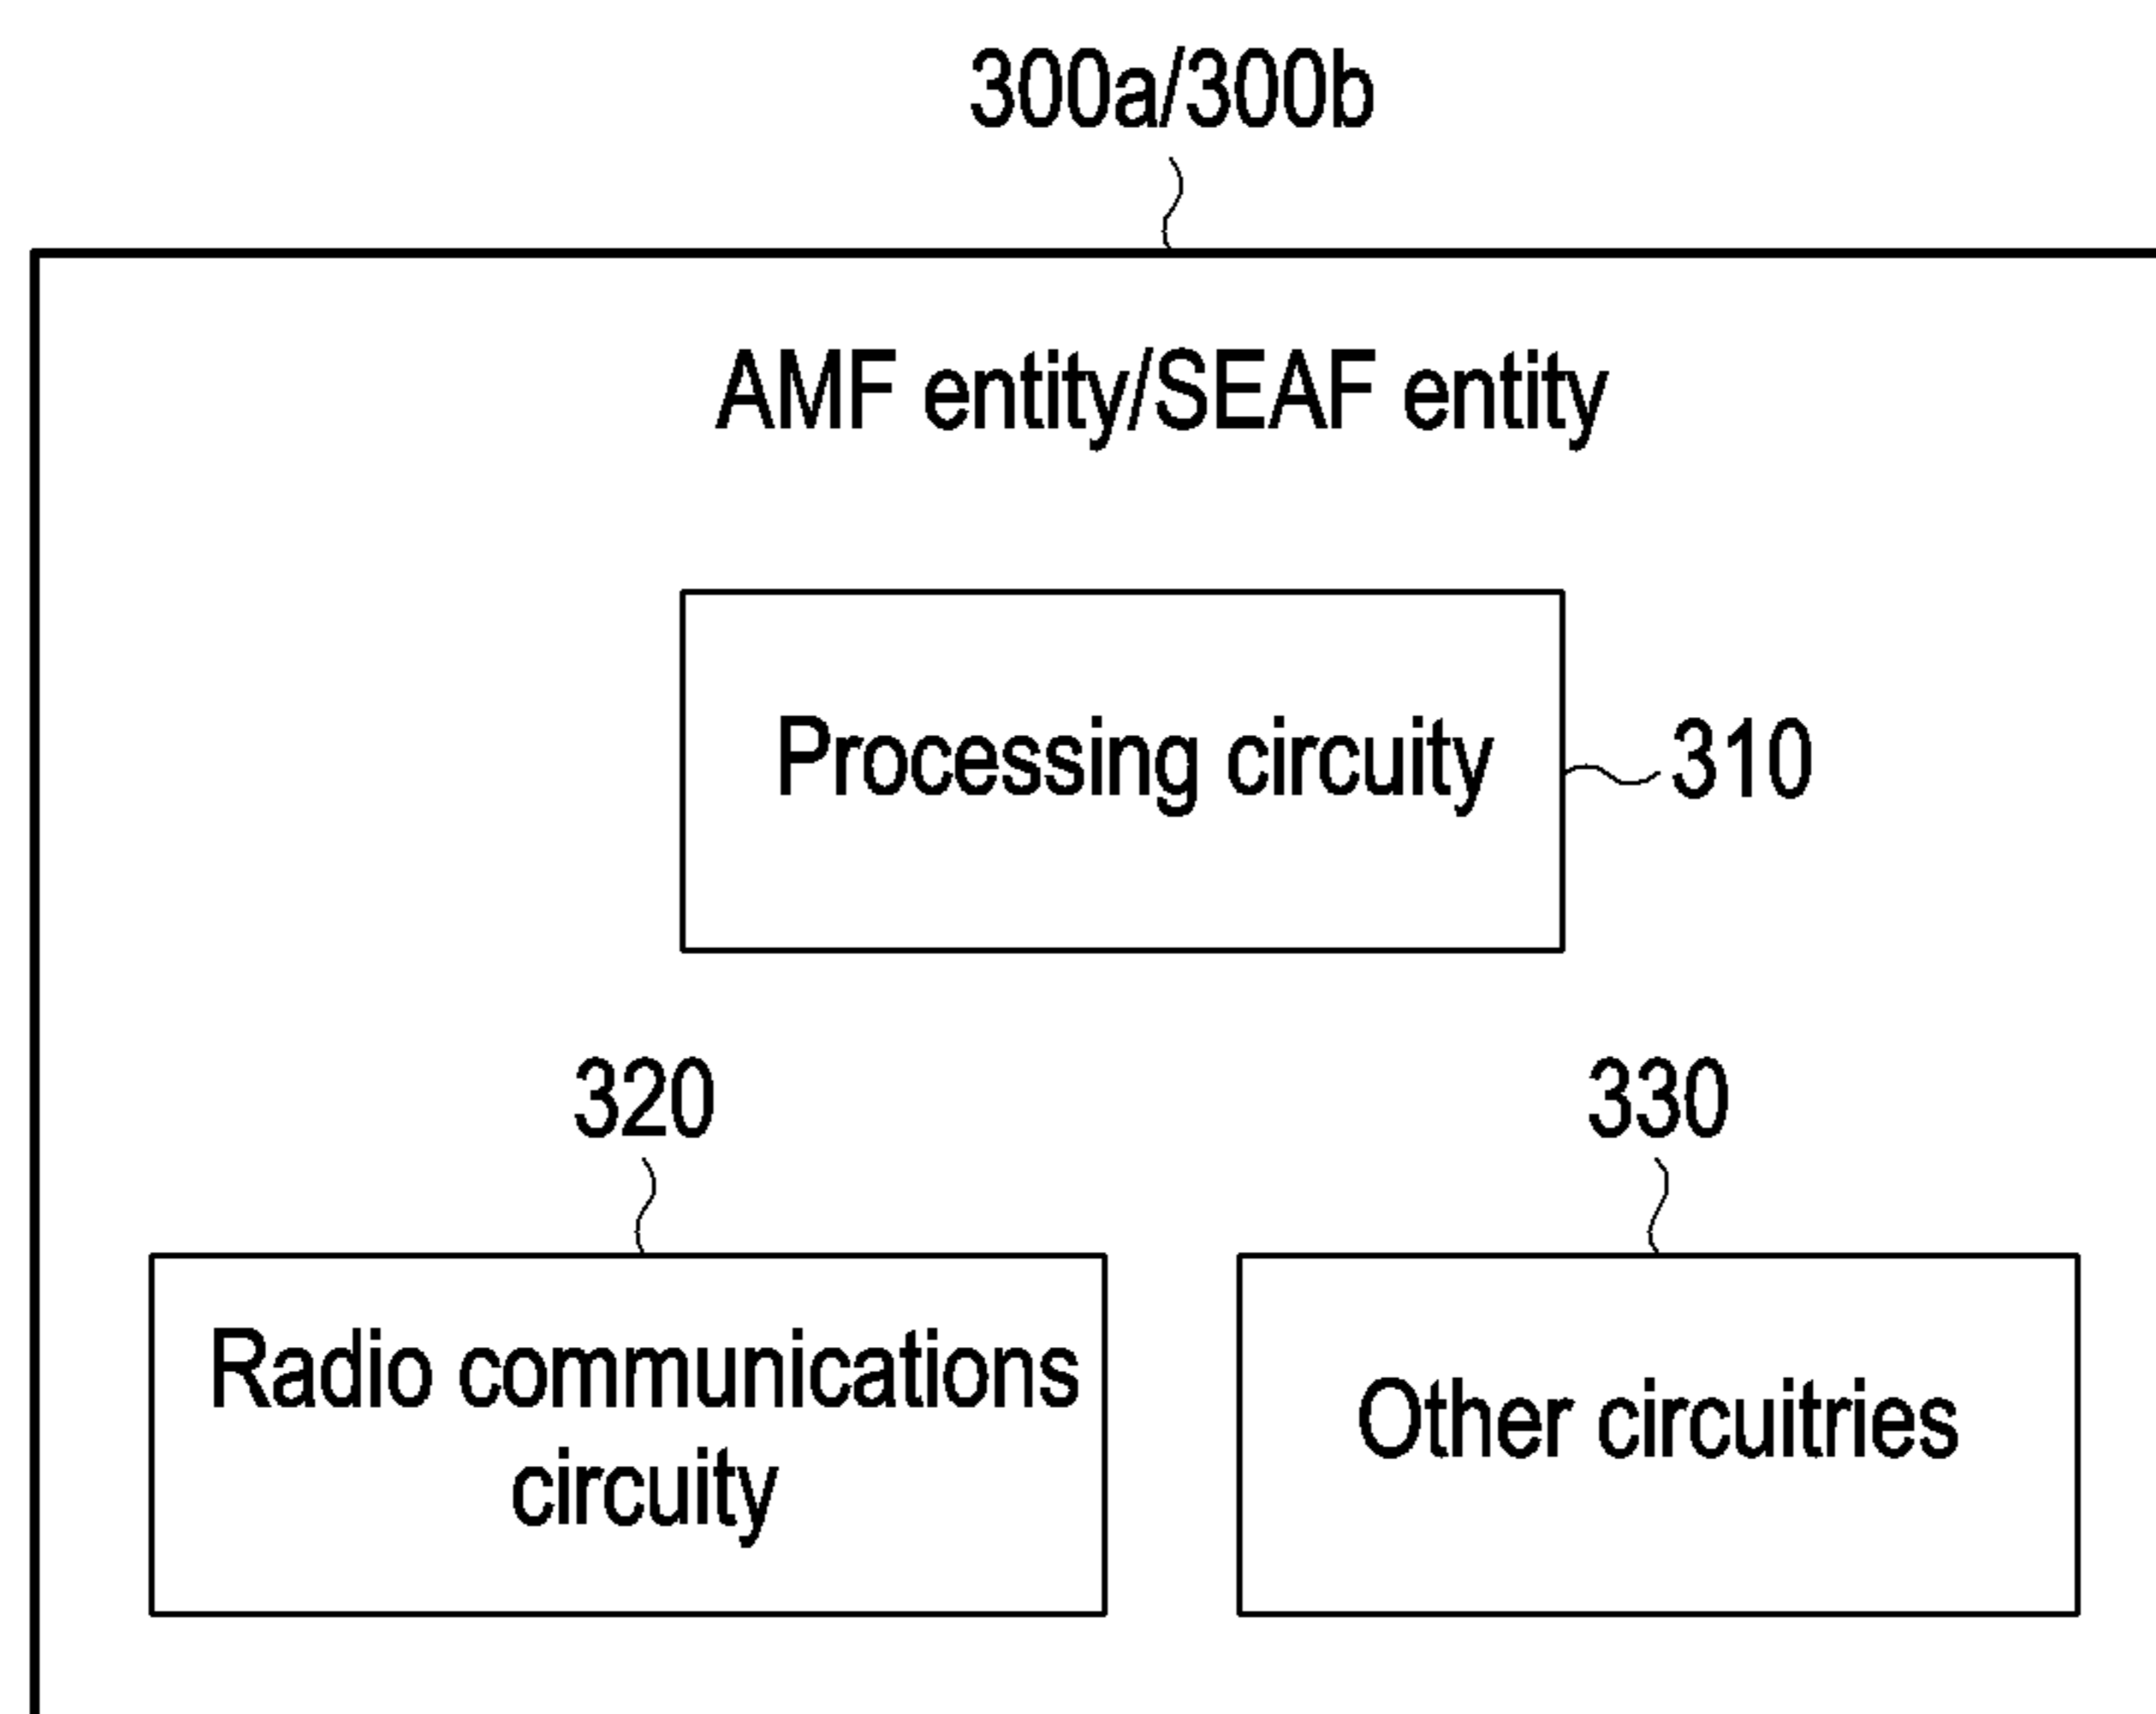 300a/300b
AMF entity/SEAF entity
Processing circuity
310
320
330
Radio communications
circuity
Other circuitries